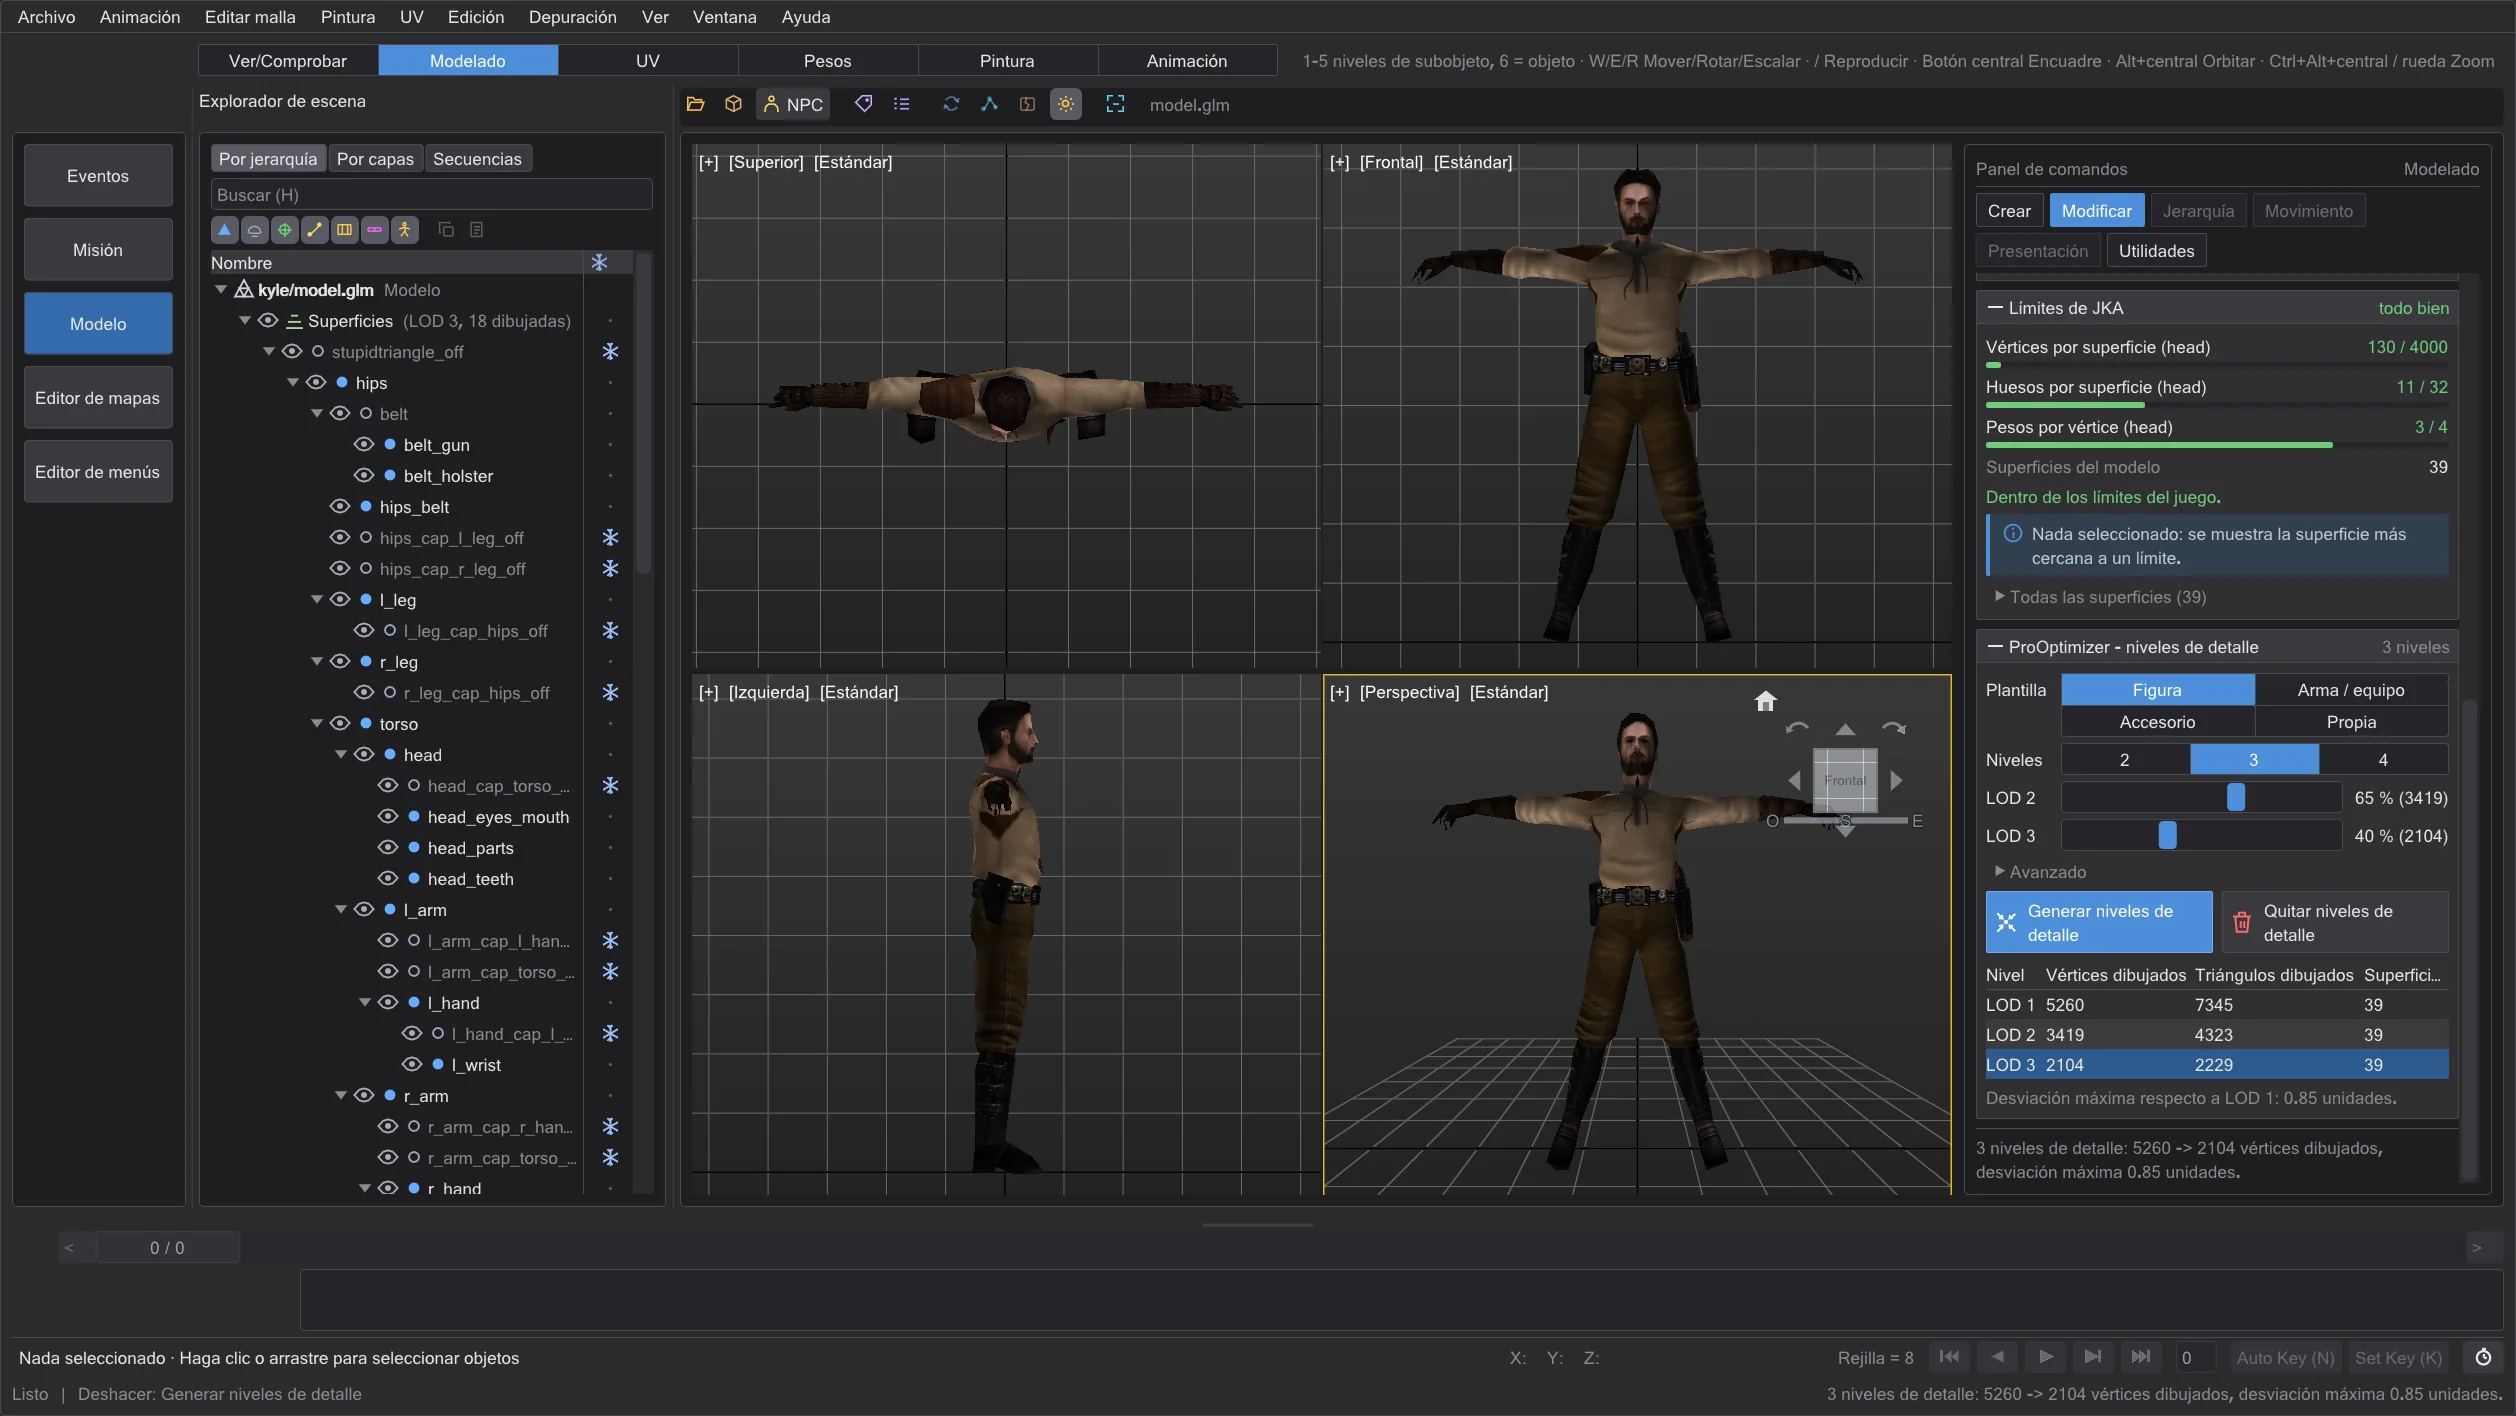 Archivo Animación Editar malla Pintura UV Edición Depuración Ver Ventana Ayuda
Ver/Comprobar Modelado UV Pesos Pintura Animación 1-5 niveles de subobjeto, 6 = objeto · W/E/R Mover/Rotar/Escalar · / Reproducir · Botón central Encuadre · Alt+central Orbitar · Ctrl+Alt+central / rueda Zoom
Explorador de escena
NPC model.glm
Eventos
Misión
Modelo
Editor de mapas
Editor de menús
Por jerarquía Por capas Secuencias
Buscar (H)
Nombre
kyle/model.glm Modelo
Superficies (LOD 3, 18 dibujadas)
stupidtriangle_off
hips
belt
belt_gun
belt_holster
hips_belt
hips_cap_l_leg_off
hips_cap_r_leg_off
l_leg
l_leg_cap_hips_off
r_leg
r_leg_cap_hips_off
torso
head
head_cap_torso_...
head_eyes_mouth
head_parts
head_teeth
l_arm
l_arm_cap_l_han...
l_arm_cap_torso_...
l_hand
l_hand_cap_l_...
l_wrist
r_arm
r_arm_cap_r_han...
r_arm_cap_torso_...
r_hand
[+] [Superior] [Estándar]
[+] [Frontal] [Estándar]
[+] [Izquierda] [Estándar]
[+] [Perspectiva] [Estándar]
Frontal
O S E
Panel de comandos Modelado
Crear Modificar Jerarquía Movimiento
Presentación Utilidades
Límites de JKA todo bien
Vértices por superficie (head) 130 / 4000
Huesos por superficie (head) 11 / 32
Pesos por vértice (head) 3 / 4
Superficies del modelo 39
Dentro de los límites del juego.
Nada seleccionado: se muestra la superficie más
cercana a un límite.
Todas las superficies (39)
ProOptimizer - niveles de detalle 3 niveles
Plantilla Figura Arma / equipo
Accesorio Propia
Niveles 2 3 4
LOD 2 65 % (3419)
LOD 3 40 % (2104)
Avanzado
Generar niveles de
detalle
Quitar niveles de
detalle
Nivel Vértices dibujados Triángulos dibujados Superfici...
LOD 1 5260 7345 39
LOD 2 3419 4323 39
LOD 3 2104 2229 39
Desviación máxima respecto a LOD 1: 0.85 unidades.
3 niveles de detalle: 5260 -> 2104 vértices dibujados,
desviación máxima 0.85 unidades.
< 0 / 0 >
Nada seleccionado · Haga clic o arrastre para seleccionar objetos X: Y: Z: Rejilla = 8 0 Auto Key (N) Set Key (K)
Listo | Deshacer: Generar niveles de detalle 3 niveles de detalle: 5260 -> 2104 vértices dibujados, desviación máxima 0.85 unidades.